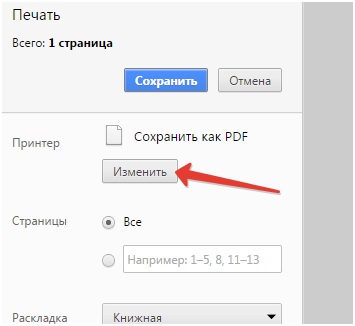 Печать
Всего: 1 страница
Сохранить Отмена
Принтер Сохранить как PDF
Изменить
Страницы Все
Например: 1–5, 8, 11–13
Раскладка Книжная